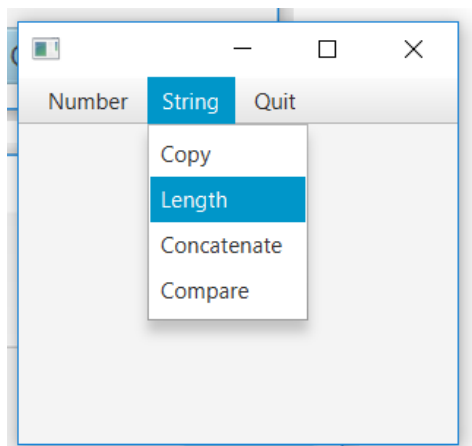 Number String Quit
Copy
Length
Concatenate
Compare